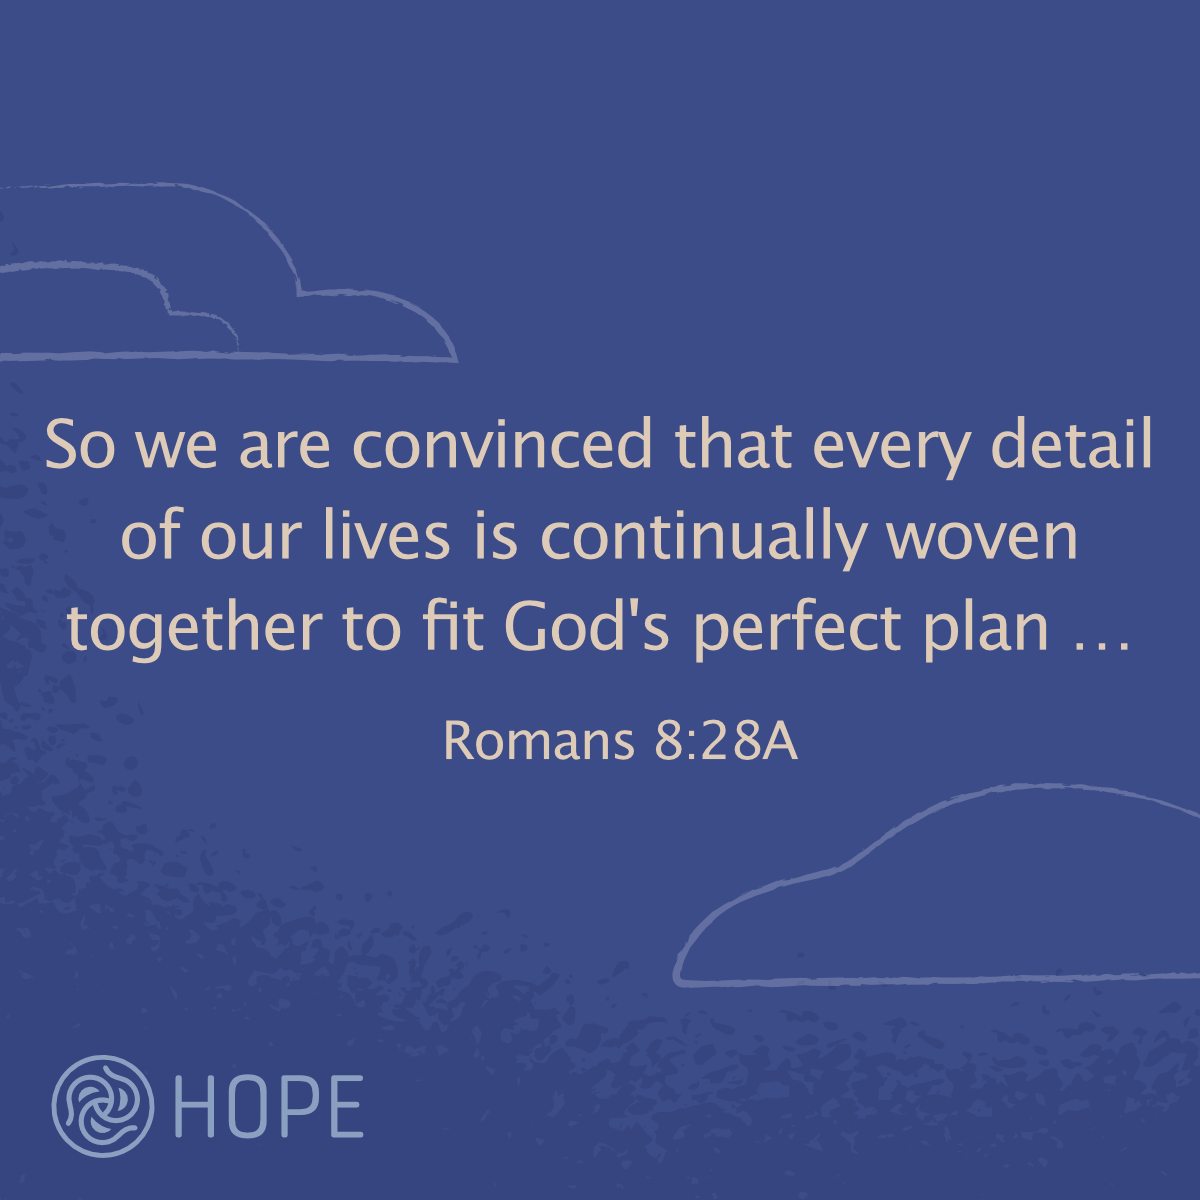 So we are convinced that every detail
of our lives is continually woven
together to fit God's perfect plan …
Romans 8:28A
HOPE